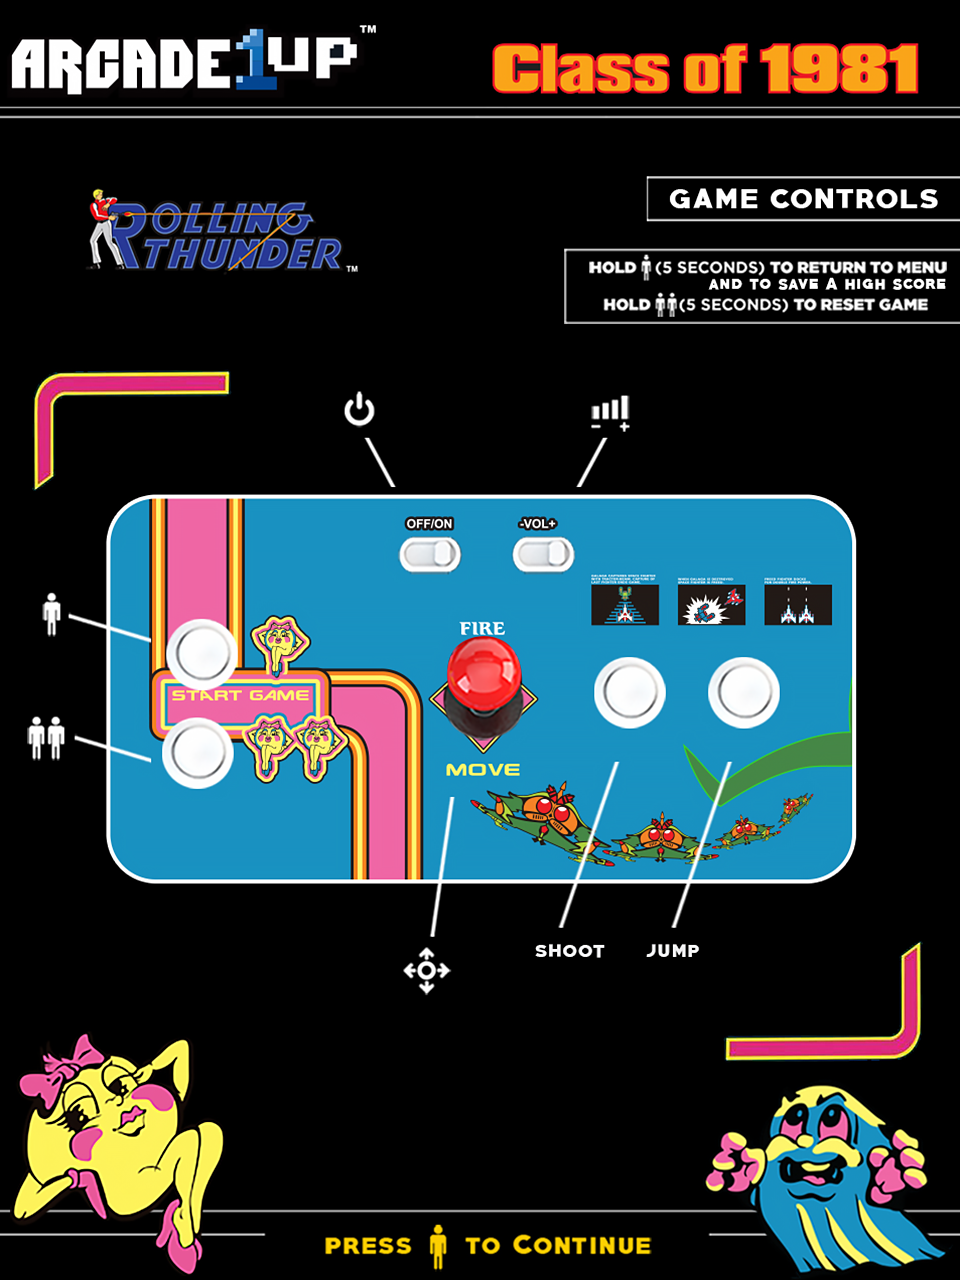 ARCADE1UP™
Class of 1981
ROLLING
THUNDER™
GAME CONTROLS
HOLD (5 SECONDS) TO RETURN TO MENU
AND TO SAVE A HIGH SCORE
HOLD (5 SECONDS) TO RESET GAME
OFF/ON
-VOL+
FIRE
START GAME
MOVE
SHOOT
JUMP
PRESS TO CONTINUE